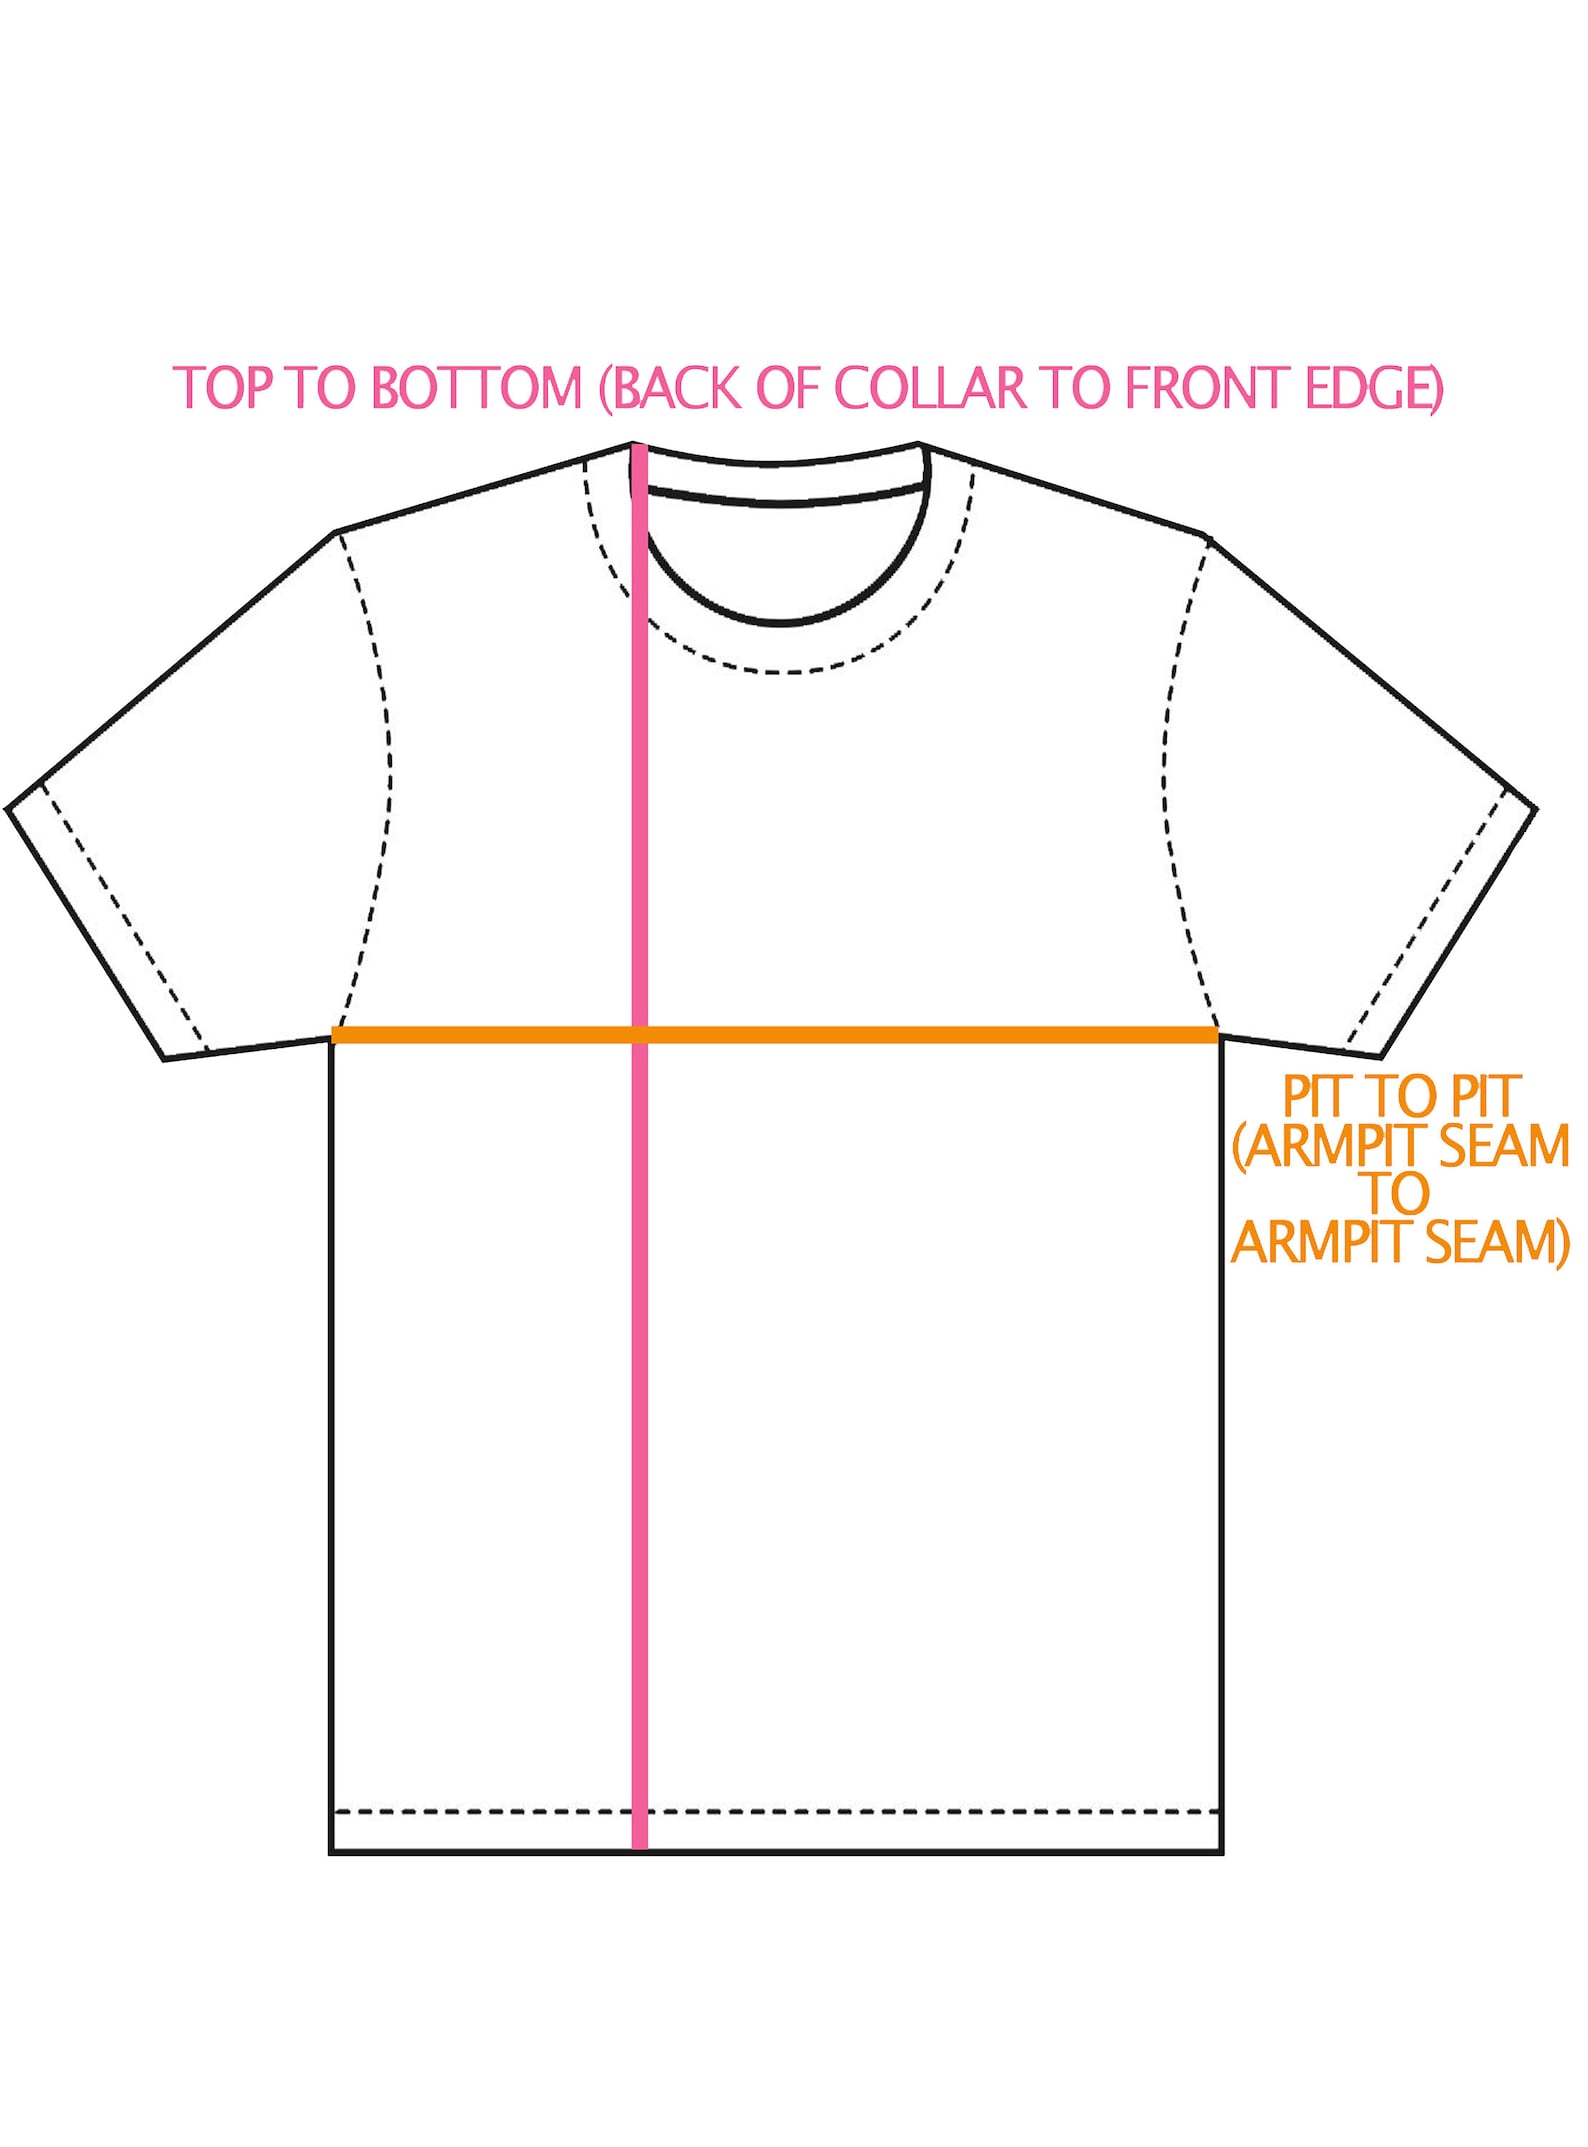 TOP TO BOTTOM (BACK OF COLLAR TO FRONT EDGE)
PIT TO PIT
(ARMPIT SEAM
TO
ARMPIT SEAM)